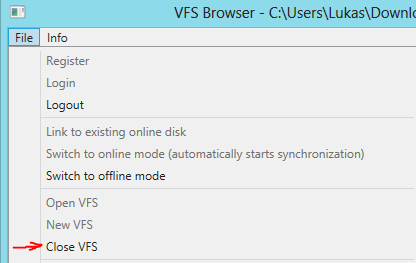 VFS Browser - C:\Users\Lukas\Downlo
File Info
Register
Login
Logout
Link to existing online disk
Switch to online mode (automatically starts synchronization)
Switch to offline mode
Open VFS
New VFS
Close VFS